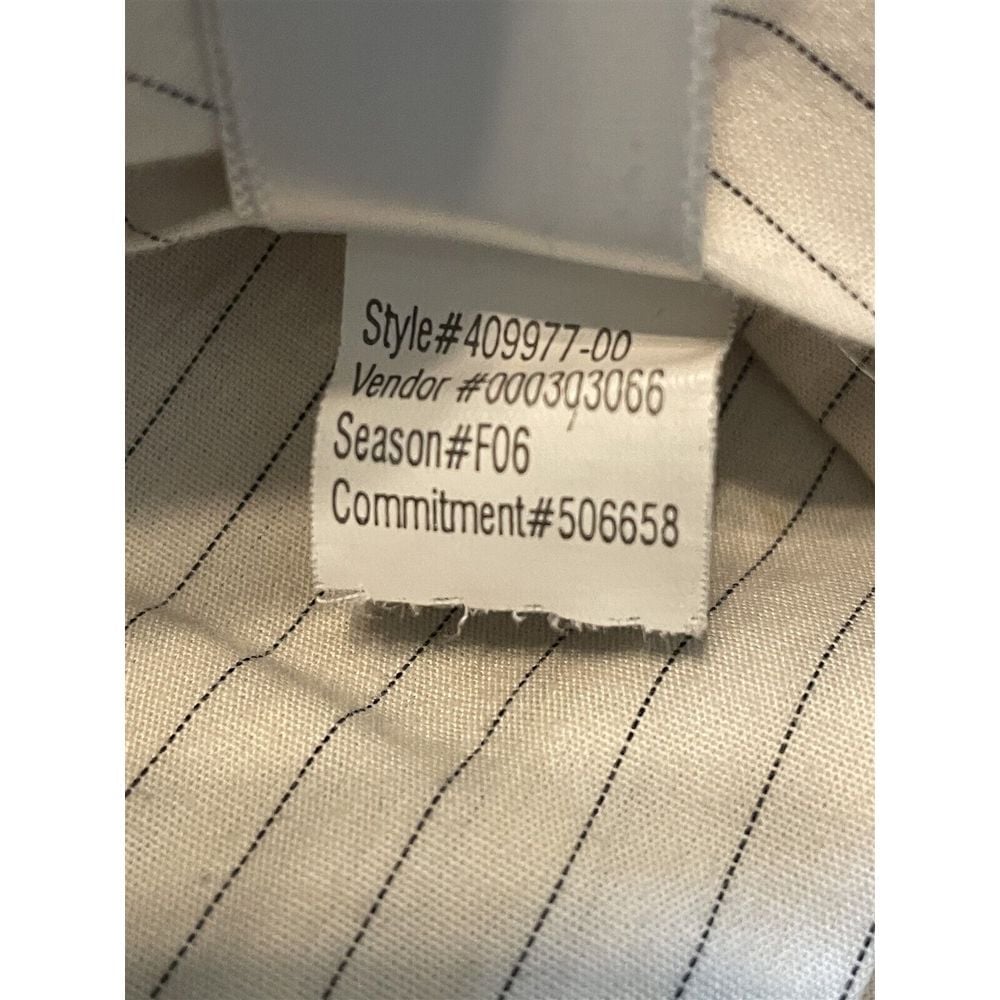 Style#409977-00
Vendor #000303066
Season#F06
Commitment#506658